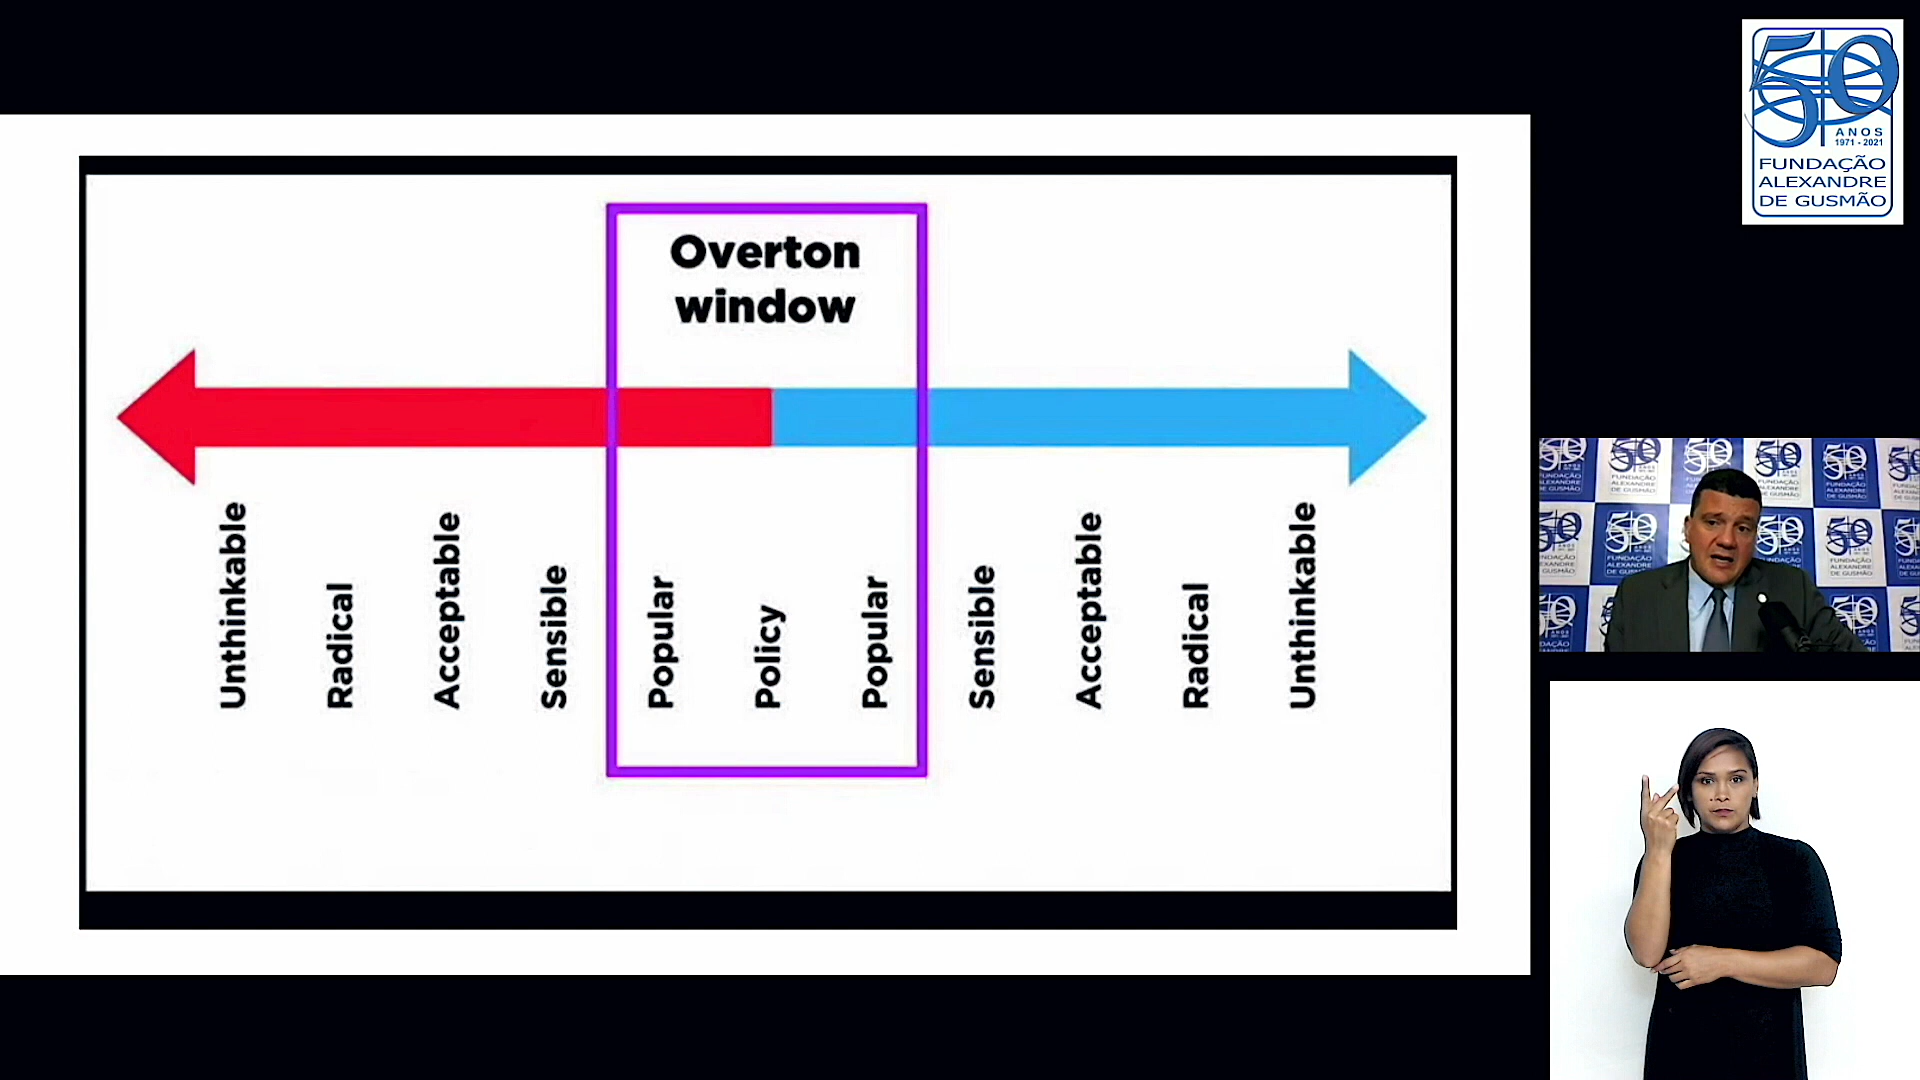 Overton
window
Unthinkable
Radical
Acceptable
Sensible
Popular
Policy
Popular
Sensible
Acceptable
Radical
Unthinkable
50
ANOS
1971 - 2021
FUNDAÇÃO
ALEXANDRE
DE GUSMÃO